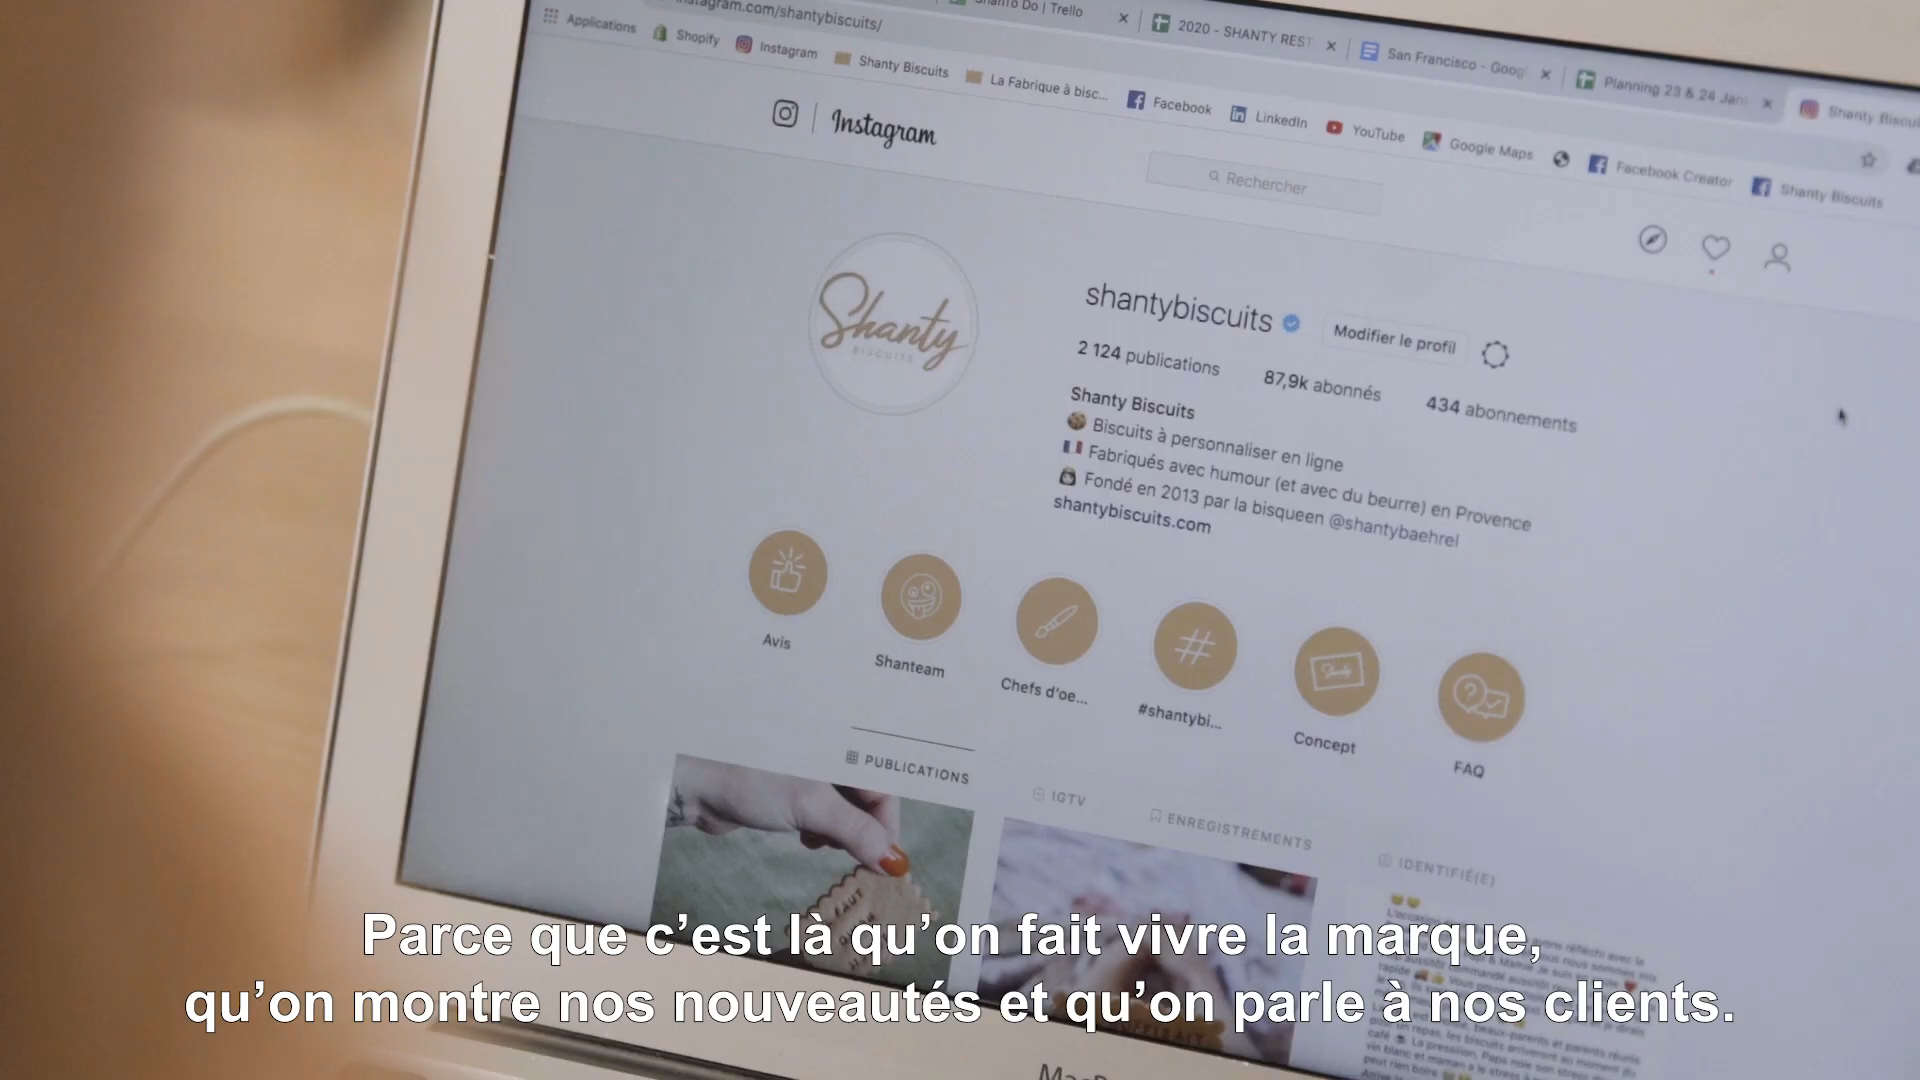 instagram.com/shantybiscuits/
Do | Trello
2020 - SHANTY REST
San Francisco - Goog
Planning 23 & 24 Jan
Shanty Biscui
Applications
Shopify
Instagram
Shanty Biscuits
La Fabrique à bisc...
Facebook
LinkedIn
YouTube
Google Maps
Facebook Creator
Shanty Biscuits
Instagram
Rechercher
Shanty
BISCUITS
shantybiscuits
Modifier le profil
2 124 publications
87,9k abonnés
434 abonnements
Shanty Biscuits
Biscuits à personnaliser en ligne
Fabriqués avec humour (et avec du beurre) en Provence
Fondé en 2013 par la bisqueen @shantybaehrel
shantybiscuits.com
Avis
Shanteam
Chefs d'oe...
#shantybi...
Shanty
Concept
FAQ
PUBLICATIONS
IGTV
ENREGISTREMENTS
IDENTIFIÉ(E)
Parce que c’est là qu’on fait vivre la marque,
qu’on montre nos nouveautés et qu’on parle à nos clients.